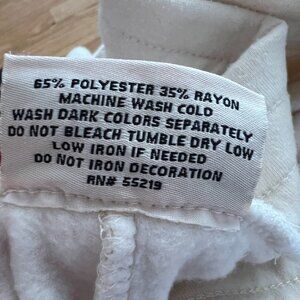 65% POLYESTER 35% RAYON
MACHINE WASH COLD
WASH DARK COLORS SEPARATELY
DO NOT BLEACH TUMBLE DRY LOW
LOW IRON IF NEEDED
DO NOT IRON DECORATION
RN# 55219